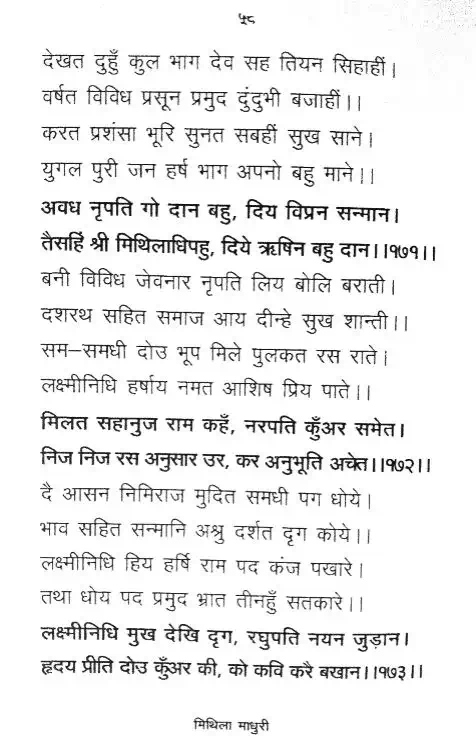 ५८
देखत दुहुँ कुल भाग देव सह तियन सिहाहीं।
वर्षत विविध प्रसून प्रमुद दुंदुभी बजाहीं।।
करत प्रशंसा भूरि सुनत सबहीं सुख साने।
युगल पुरी जन हर्ष भाग अपनो बहु माने।।
अवध नृपति गो दान बहु, दिय विप्रन सन्मान।
तैसहिं श्री मिथिलाधिपहु, दिये ऋषिन बहु दान।।१७१।।
बनी विविध जेवनार नृपति लिय बोलि बराती।
दशरथ सहित समाज आय दीन्हे सुख शान्ती।।
सम–समधी दोउ भूप मिले पुलकत रस राते।
लक्ष्मीनिधि हर्षाय नमत आशिष प्रिय पाते।।
मिलत सहानुज राम कहँ, नरपति कुँअर समेत।
निज निज रस अनुसार उर, कर अनुभूति अचेत।।१७२।।
दै आसन निमिराज मुदित समधी पग धोये।
भाव सहित सन्मानि अश्रु दर्शत दृग कोये।।
लक्ष्मीनिधि हिय हर्षि राम पद कंज पखारे।
तथा धोय पद प्रमुद भ्रात तीनहुँ सतकारे।।
लक्ष्मीनिधि मुख देखि दृग, रघुपति नयन जुड़ान।
हृदय प्रीति दोउ कुँअर की, को कवि करै बखान।।१७३।।
मिथिला माधुरी